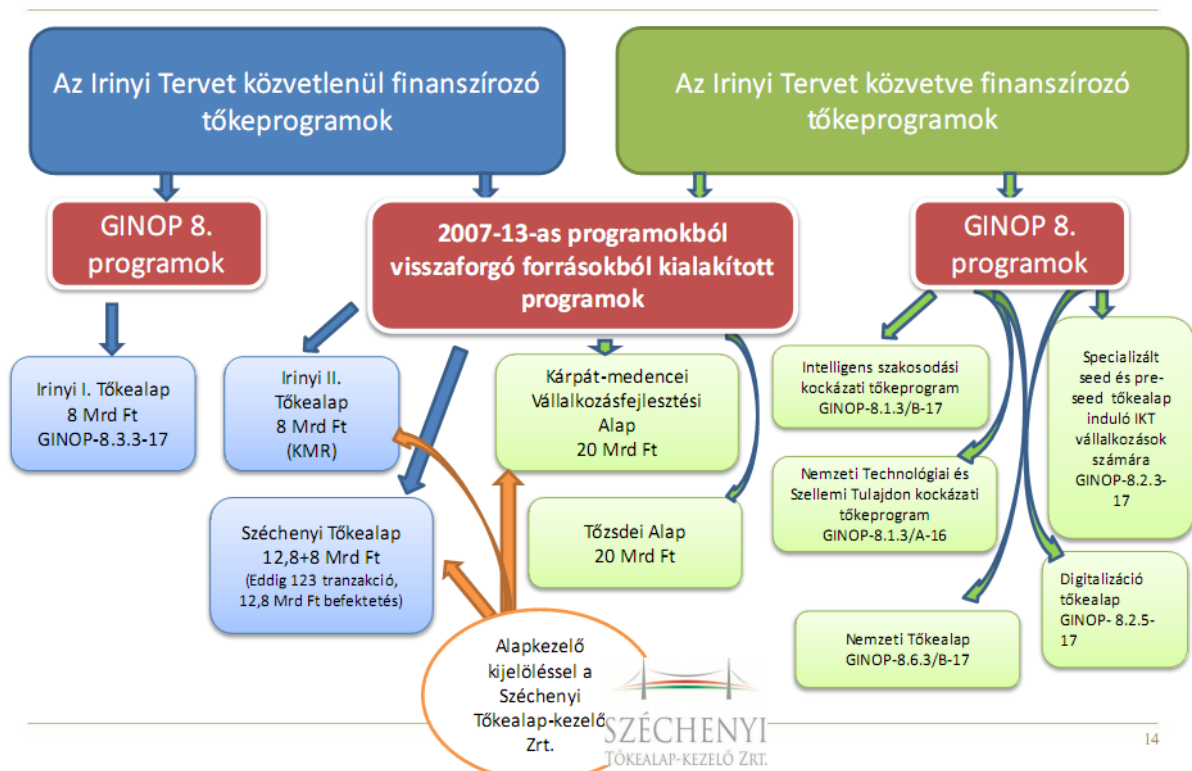 Az Irinyi Tervet közvetlenül finanszírozó
tőkeprogramok
Az Irinyi Tervet közvetve finanszírozó
tőkeprogramok
GINOP 8.
programok
2007-13-as programokból
visszaforgó forrásokból kialakított
programok
GINOP 8.
programok
Irinyi I. Tőkealap
8 Mrd Ft
GINOP-8.3.3-17
Irinyi II.
Tőkealap
8 Mrd Ft
(KMR)
Kárpát-medencei
Vállalkozásfejlesztési
Alap
20 Mrd Ft
Intelligens szakosodási
kockázati tőkeprogram
GINOP-8.1.3/B-17
Specializált
seed és pre-
seed tőkealap
induló IKT
vállalkozások
számára
GINOP-8.2.3-
17
Széchenyi Tőkealap
12,8+8 Mrd Ft
(Eddig 123 tranzakció,
12,8 Mrd Ft befektetés)
Tőzsdei Alap
20 Mrd Ft
Nemzeti Technológiai és
Szellemi Tulajdon kockázati
tőkeprogram
GINOP-8.1.3/A-16
Nemzeti Tőkealap
GINOP-8.6.3/B-17
Digitalizáció
tőkealap
GINOP- 8.2.5-
17
Alapkezelő
kijelöléssel a
Széchenyi
Tőkealap-kezelő
Zrt.
SZÉCHENYI
TŐKEALAP-KEZELŐ ZRT.
14